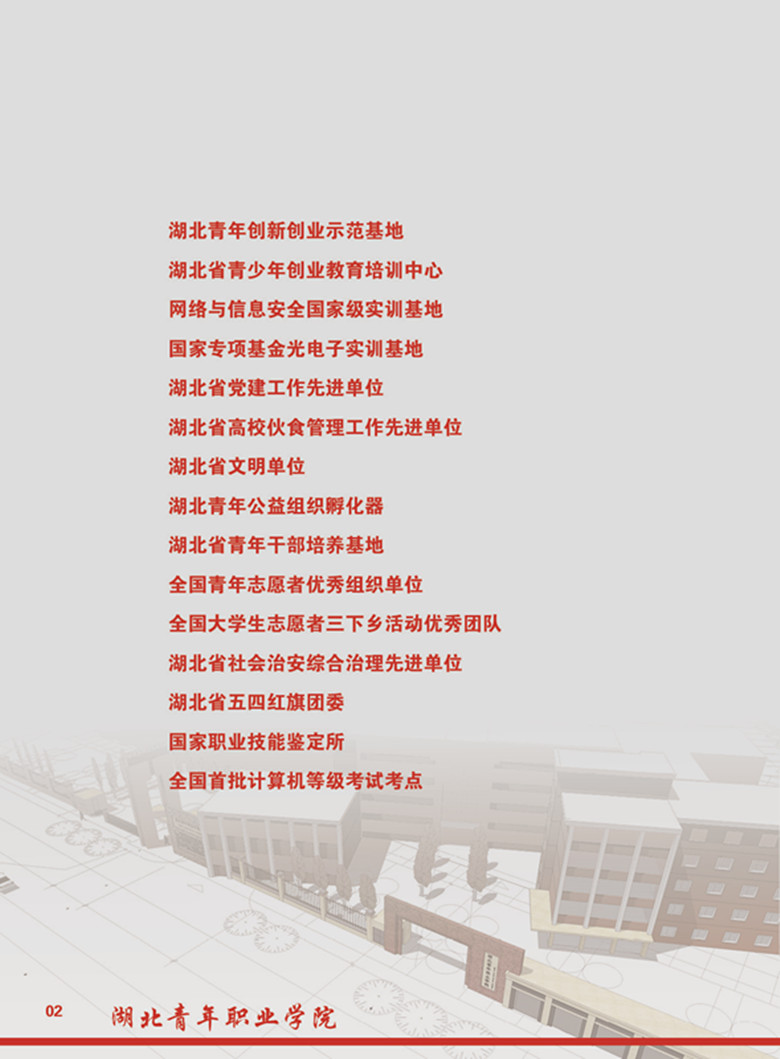 湖北青年创新创业示范基地
湖北省青少年创业教育培训中心
网络与信息安全国家级实训基地
国家专项基金光电子实训基地
湖北省党建工作先进单位
湖北省高校伙食管理工作先进单位
湖北省文明单位
湖北青年公益组织孵化器
湖北省青年干部培养基地
全国青年志愿者优秀组织单位
全国大学生志愿者三下乡活动优秀团队
湖北省社会治安综合治理先进单位
湖北省五四红旗团委
国家职业技能鉴定所
全国首批计算机等级考试考点
02 湖北青年职业学院